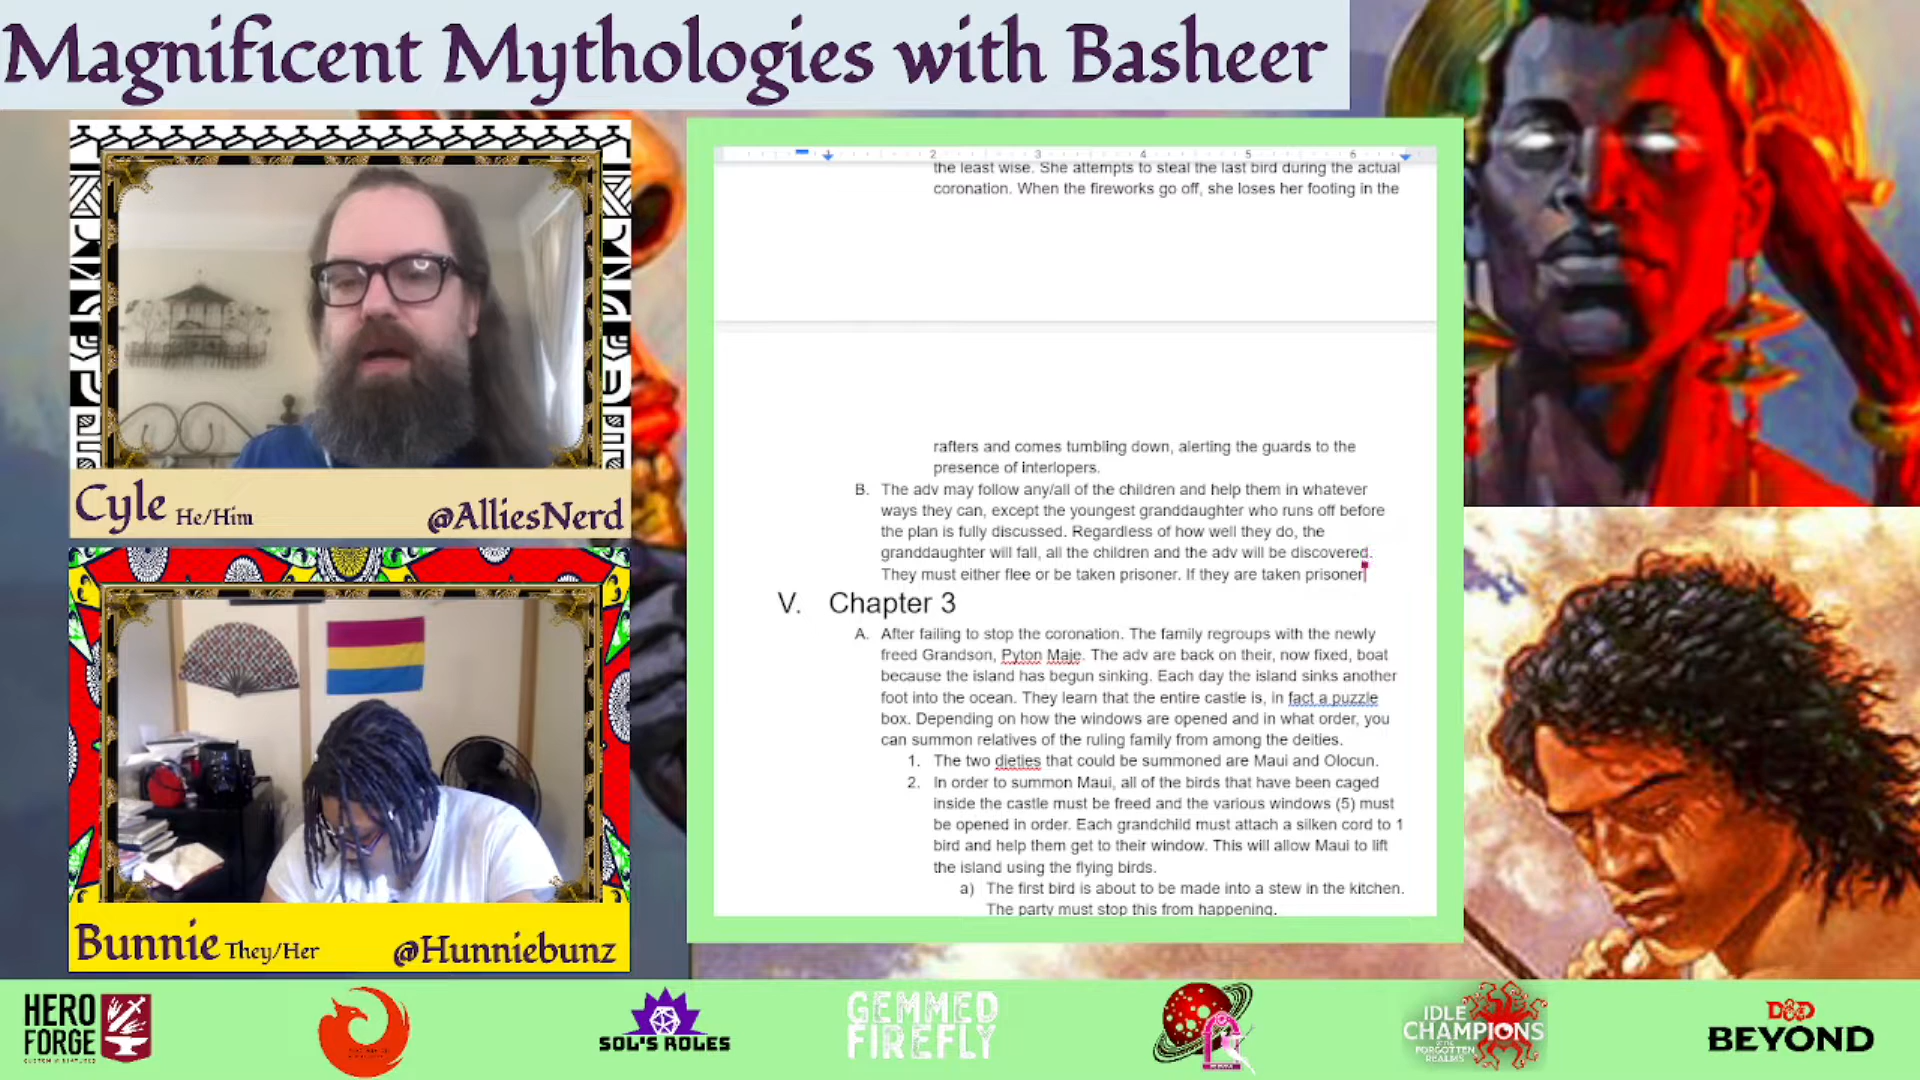 Magnificent Mythologies with Basheer
Cyle He/Him @AlliesNerd
Bunnie They/Her @Hunniebunz
1 2 3 4 5 6
the least wise. She attempts to steal the last bird during the actual
coronation. When the fireworks go off, she loses her footing in the
rafters and comes tumbling down, alerting the guards to the
presence of interlopers.
B. The adv may follow any/all of the children and help them in whatever
ways they can, except the youngest granddaughter who runs off before
the plan is fully discussed. Regardless of how well they do, the
granddaughter will fall, all the children and the adv will be discovered.
They must either flee or be taken prisoner. If they are taken prisoner
V. Chapter 3
A. After failing to stop the coronation. The family regroups with the newly
freed Grandson, Pyton Maje. The adv are back on their, now fixed, boat
because the island has begun sinking. Each day the island sinks another
foot into the ocean. They learn that the entire castle is, in fact a puzzle
box. Depending on how the windows are opened and in what order, you
can summon relatives of the ruling family from among the deities.
1. The two dieties that could be summoned are Maui and Olocun.
2. In order to summon Maui, all of the birds that have been caged
inside the castle must be freed and the various windows (5) must
be opened in order. Each grandchild must attach a silken cord to 1
bird and help them get to their window. This will allow Maui to lift
the island using the flying birds.
a) The first bird is about to be made into a stew in the kitchen.
The party must stop this from happening.
HERO
FORGE
SOL'S ROLES
GEMMED
FIREFLY
IDLE
CHAMPIONS
OF THE
FORGOTTEN
REALMS
D&D
BEYOND